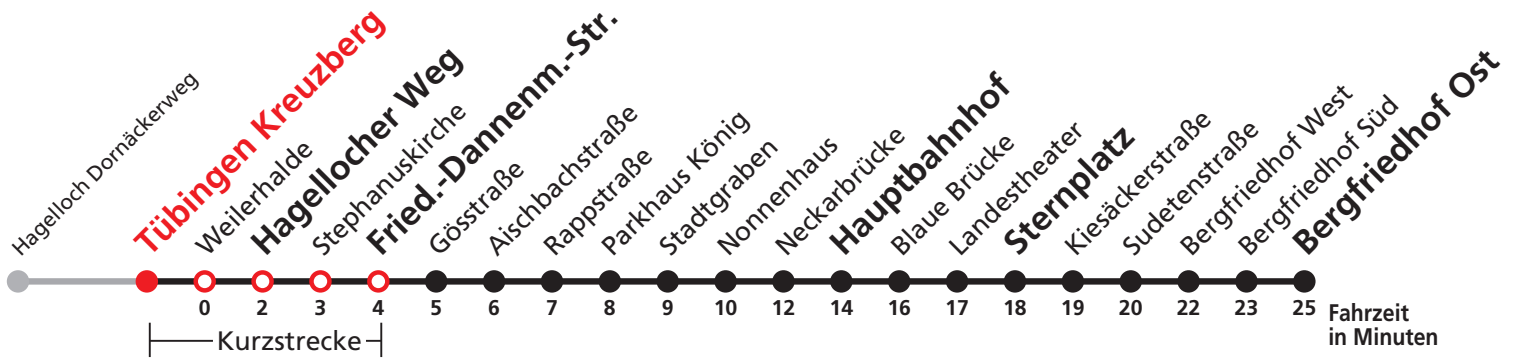 Hagelloch Dornäckerweg
Tübingen Kreuzberg
Weilerhalde
Hagellocher Weg
Stephanuskirche
Fried.-Dannenm.-Str.
Gösstraße
Aischbachstraße
Rappstraße
Parkhaus König
Stadtgraben
Nonnenhaus
Neckarbrücke
Hauptbahnhof
Blaue Brücke
Landestheater
Sternplatz
Kiesäckerstraße
Sudetenstraße
Bergfriedhof West
Bergfriedhof Süd
Bergfriedhof Ost
0 2 3 4 5 6 7 8 9 10 12 14 16 17 18 19 20 22 23 25
Fahrzeit
in Minuten
Kurzstrecke